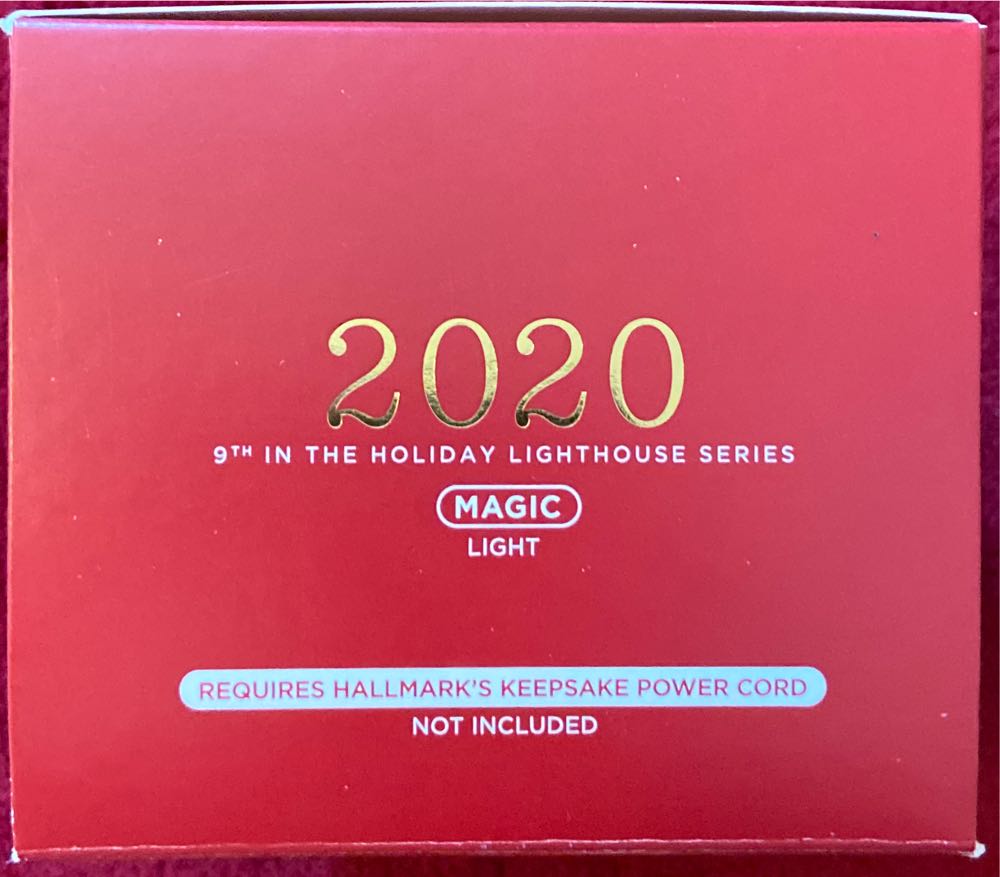 2020
9TH IN THE HOLIDAY LIGHTHOUSE SERIES
MAGIC
LIGHT
REQUIRES HALLMARK'S KEEPSAKE POWER CORD
NOT INCLUDED